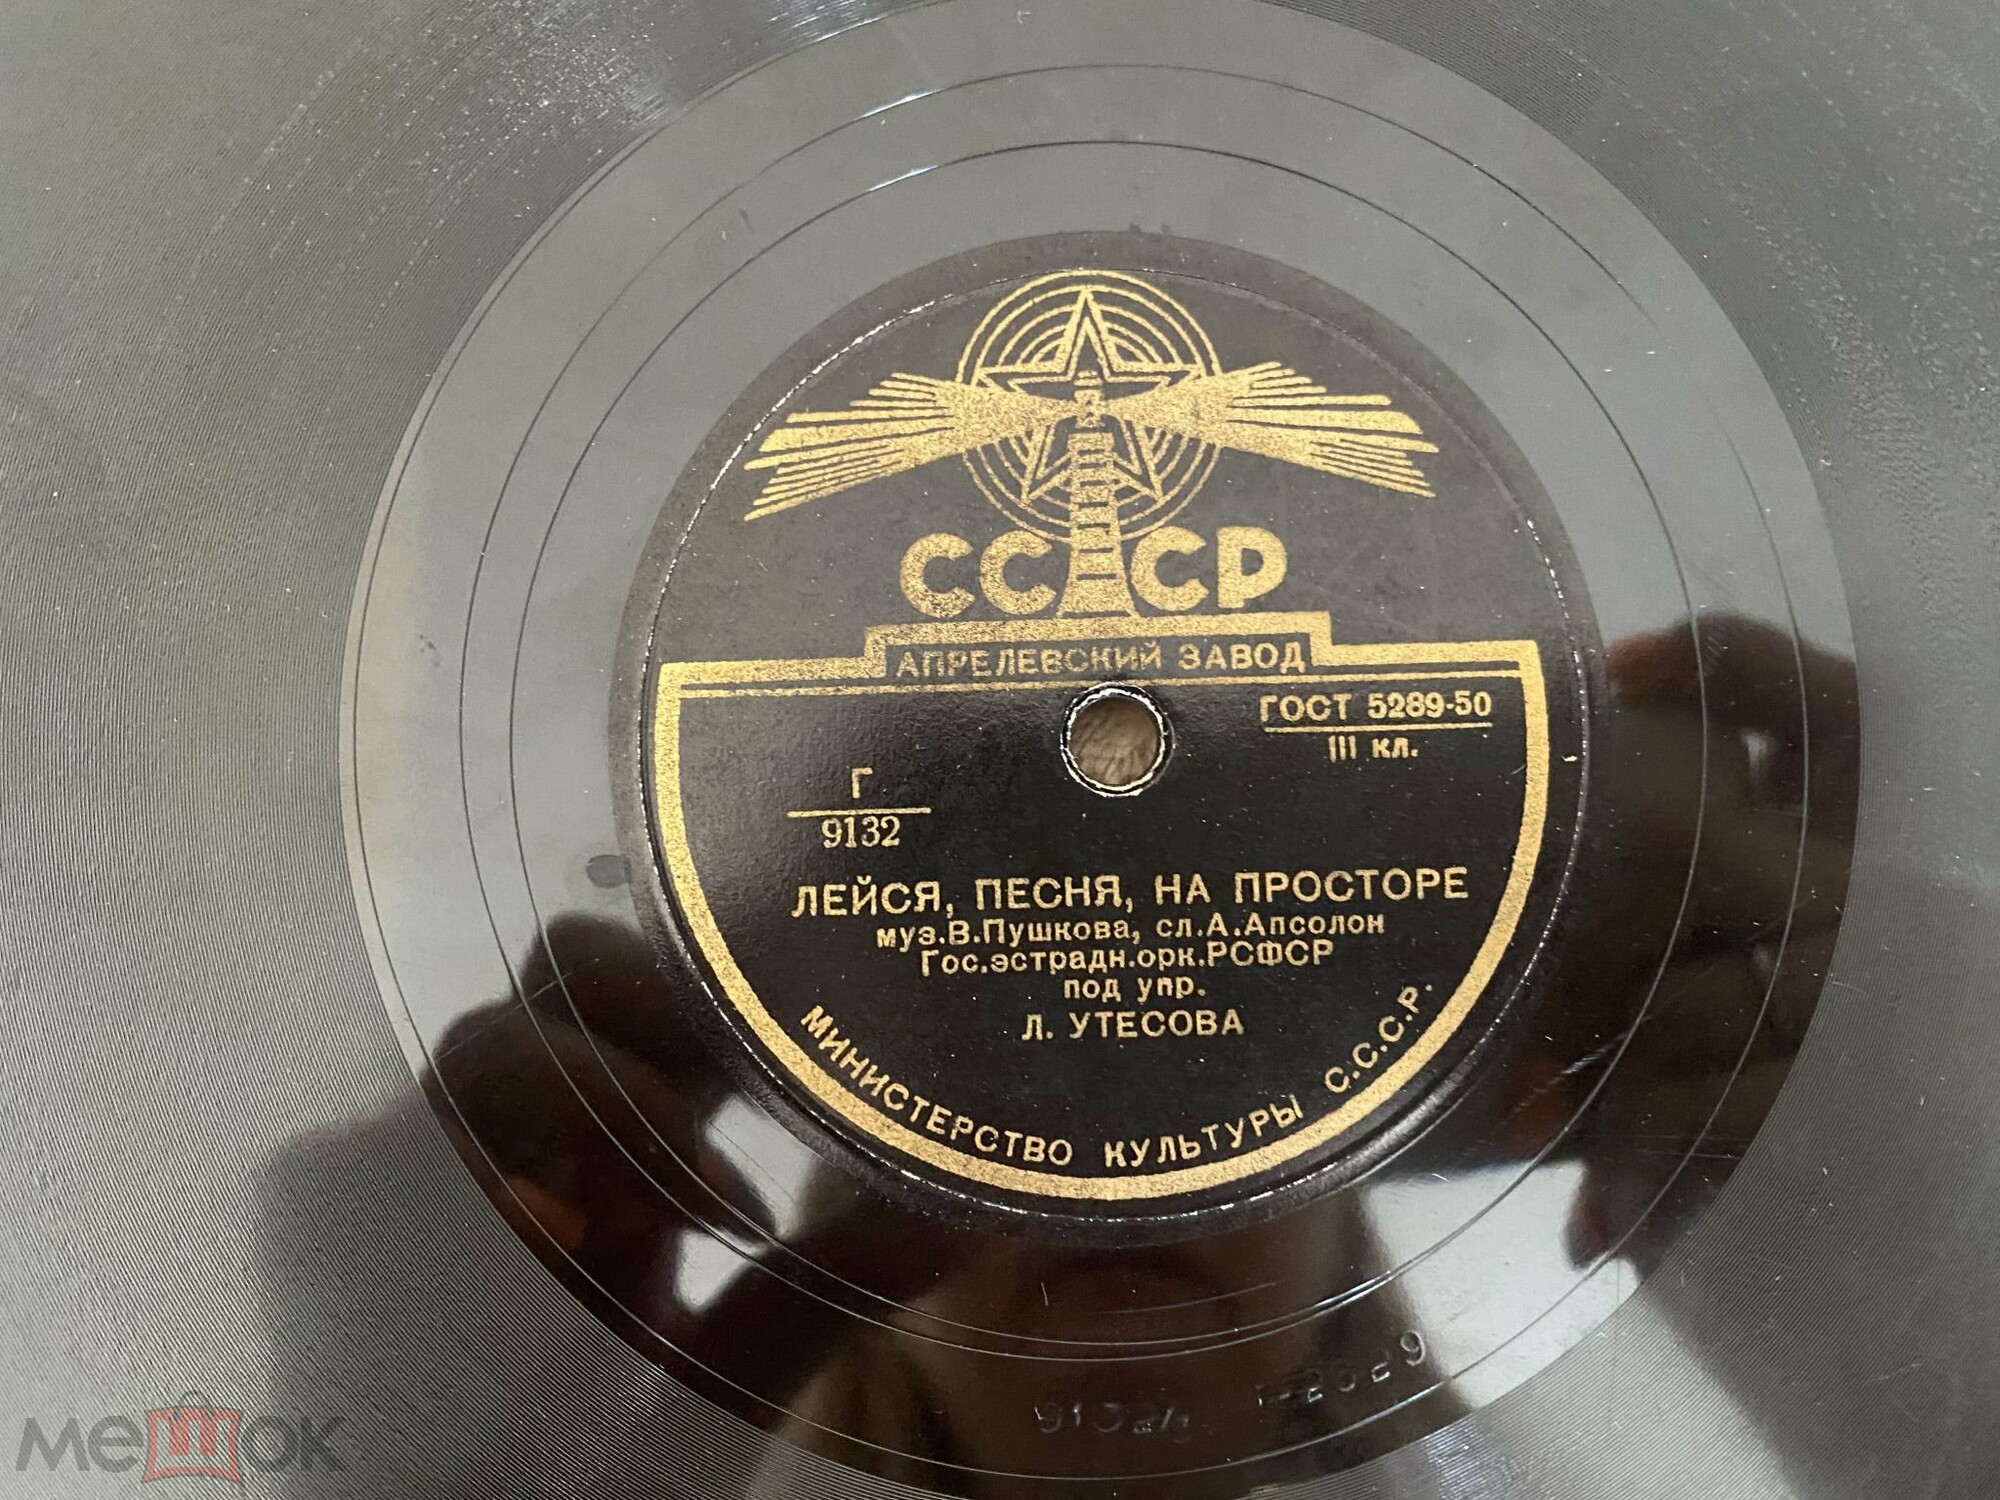 СССР
АПРЕЛЕВСКИЙ ЗАВОД
ГОСТ 5289-50
III кл.
Г
9132
ЛЕЙСЯ, ПЕСНЯ, НА ПРОСТОРЕ
муз.В.Пушкова, сл.А.Апсолон
Гос.эстрадн.орк.РСФСР
под упр.
Л. УТЕСОВА
МИНИСТЕРСТВО КУЛЬТУРЫ С.С.С.Р.
мешок